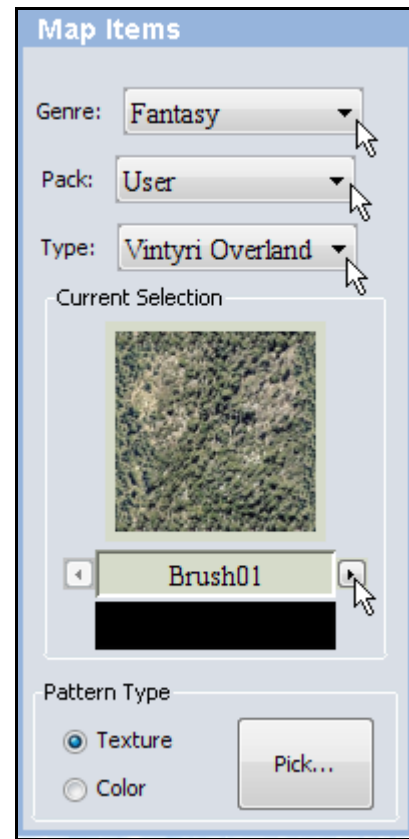 Map Items
Genre: Fantasy
Pack: User
Type: Vintyri Overland
Current Selection
Brush01
Pattern Type
Texture
Pick...
Color